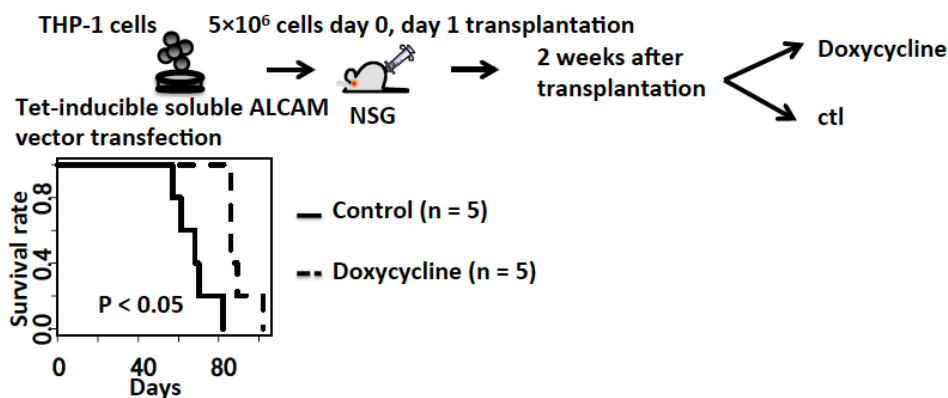 THP-1 cells
5×10⁶ cells day 0, day 1 transplantation
Tet-inducible soluble ALCAM
vector transfection
NSG
2 weeks after
transplantation
Doxycycline
ctl
Survival rate
0.8
0.4
0.0
P < 0.05
0 40 80
Days
Control (n = 5)
Doxycycline (n = 5)